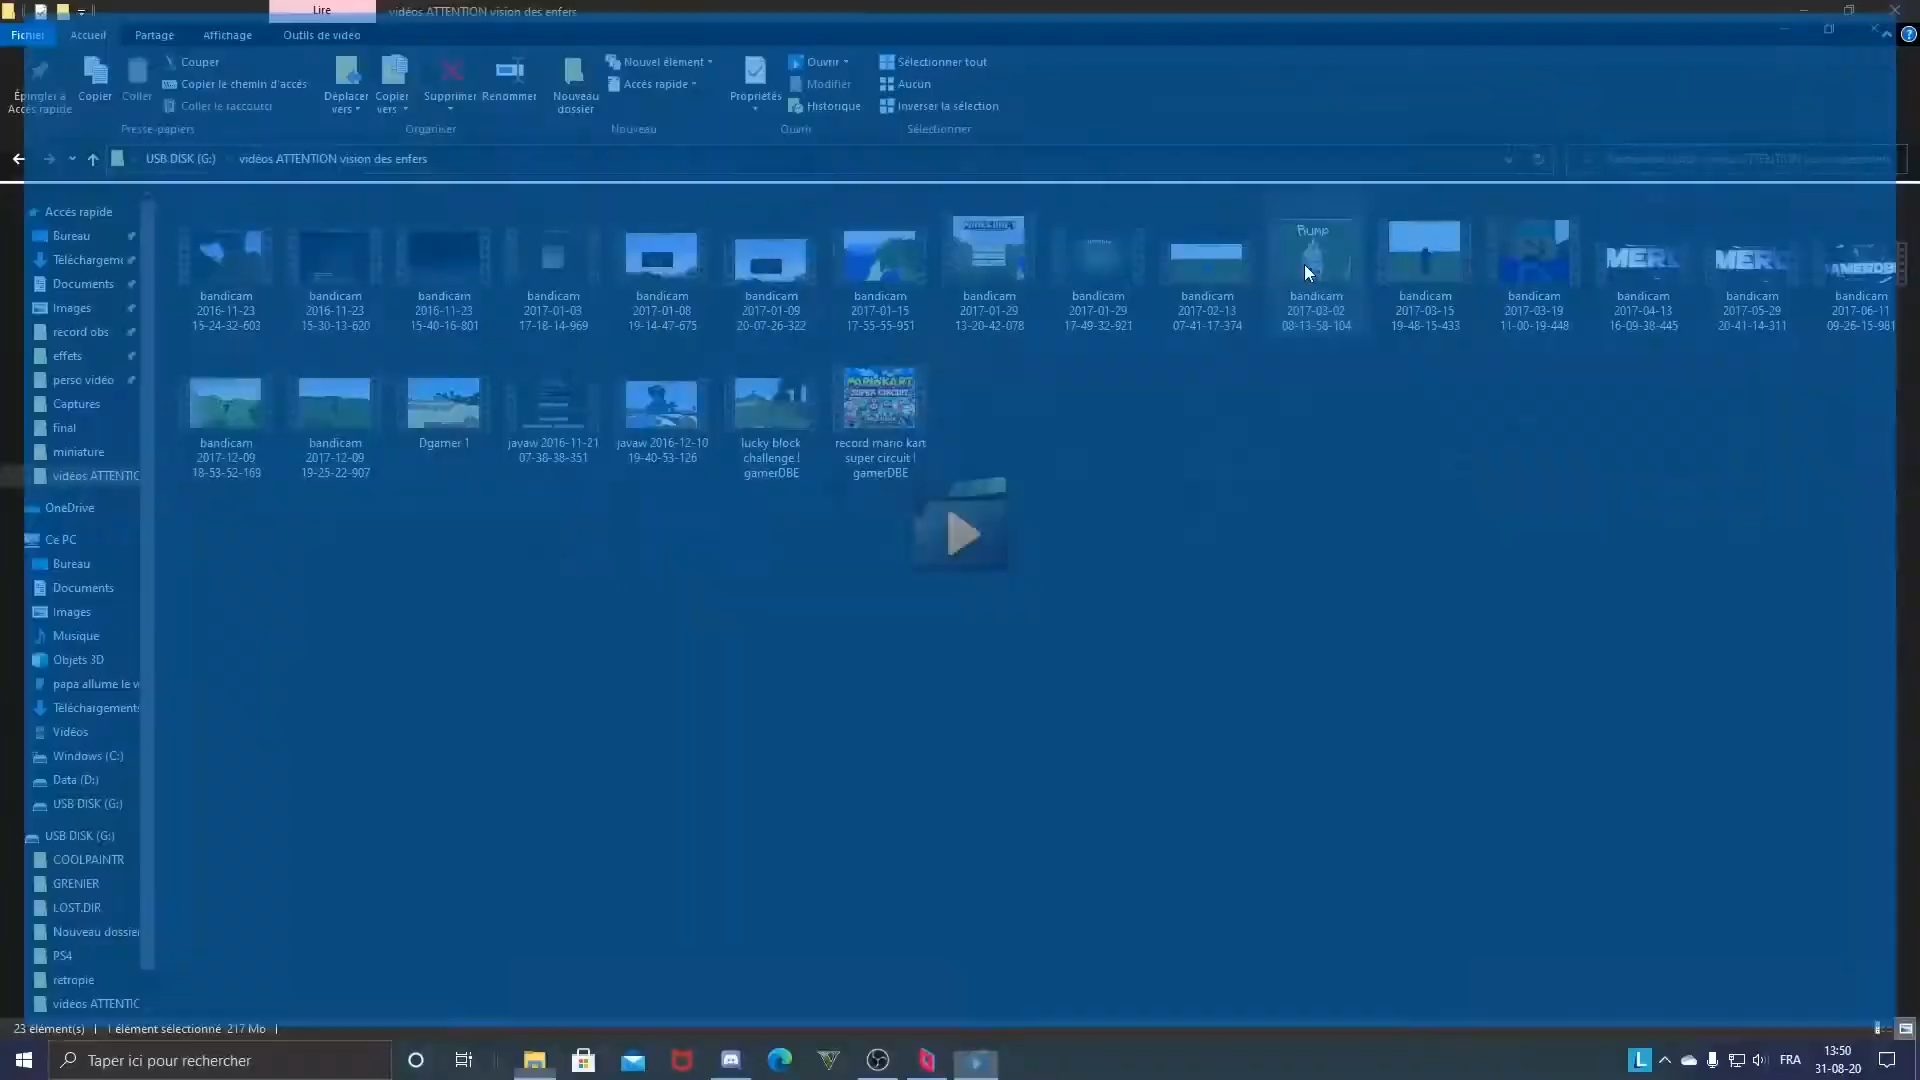 Lire
vidéos ATTENTION vision des enfers
Fichier
Accueil
Partage
Affichage
Outils de vidéo
Épingler à
Accès rapide
Copier
Coller
Couper
Copier le chemin d'accès
Coller le raccourci
Presse-papiers
Déplacer
vers
Copier
vers
Supprimer
Renommer
Organiser
Nouveau
dossier
Nouvel élément
Accès rapide
Nouveau
Propriétés
Ouvrir
Modifier
Historique
Ouvrir
Sélectionner tout
Aucun
Inverser la sélection
Sélectionner
USB DISK (G:)
vidéos ATTENTION vision des enfers
Accès rapide
Bureau
Téléchargeme
Documents
Images
record obs
effets
perso vidéo
Captures
final
miniature
vidéos ATTENTIC
OneDrive
Ce PC
Bureau
Documents
Images
Musique
Objets 3D
papa allume le w
Téléchargements
Vidéos
Windows (C:)
Data (D:)
USB DISK (G:)
USB DISK (G:)
COOLPAINTR
GRENIER
LOST.DIR
Nouveau dossier
PS4
retropie
vidéos ATTENTIC
bandicam
2016-11-23
15-24-32-603
bandicam
2016-11-23
15-30-13-620
bandicam
2016-11-23
15-40-16-801
bandicam
2017-01-03
17-18-14-969
bandicam
2017-01-08
19-14-47-675
bandicam
2017-01-09
20-07-26-322
bandicam
2017-01-15
17-55-55-951
MINECRAFT
bandicam
2017-01-29
13-20-42-078
bandicam
2017-01-29
17-49-32-921
bandicam
2017-02-13
07-41-17-374
Rump
bandicam
2017-03-02
08-13-58-104
bandicam
2017-03-15
19-48-15-433
bandicam
2017-03-19
11-00-19-448
MERD
bandicam
2017-04-13
16-09-38-445
MERD
bandicam
2017-05-29
20-41-14-311
AMERDB
bandicam
2017-06-11
09-26-15-981
bandicam
2017-12-09
18-53-52-169
bandicam
2017-12-09
19-25-22-907
Dgamer 1
javaw 2016-11-21
07-38-38-351
javaw 2016-12-10
19-40-53-126
lucky block
challenge !
gamerDBE
MARIOKART
SUPER CIRCUIT
record mario kart
super circuit !
gamerDBE
23 élément(s)
1 élément sélectionné 217 Mo
Taper ici pour rechercher
L
FRA
13:50
31-08-20